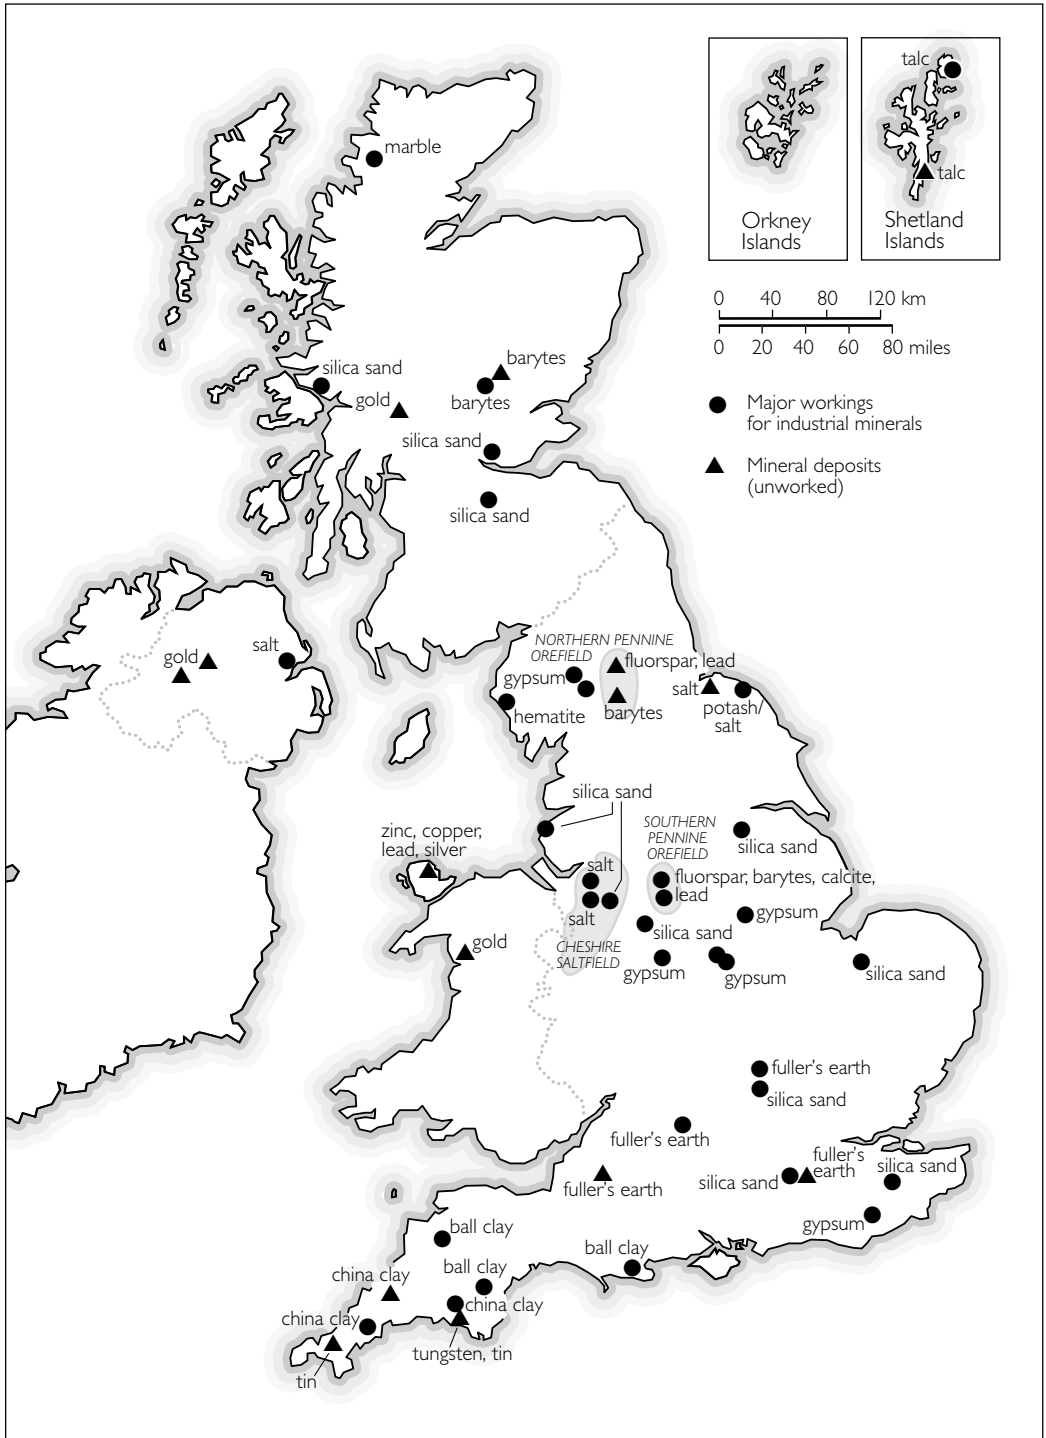 talc
talc
Orkney
Islands
Shetland
Islands
0 40 80 120 km
0 20 40 60 80 miles
Major workings
for industrial minerals
Mineral deposits
(unworked)
marble
silica sand
barytes
gold
barytes
silica sand
silica sand
NORTHERN PENNINE
OREFIELD
gold
salt
fluorspar, lead
gypsum
salt
hematite
barytes
potash/
salt
silica sand
zinc, copper,
lead, silver
SOUTHERN
PENNINE
OREFIELD
silica sand
salt
fluorspar, barytes, calcite,
lead
salt
gypsum
silica sand
gold
CHESHIRE
SALTFIELD
gypsum
gypsum
silica sand
fuller's earth
silica sand
fuller's earth
fuller's
earth
silica sand
silica sand
fuller's earth
gypsum
ball clay
ball clay
ball clay
china clay
china clay
china clay
tungsten, tin
tin